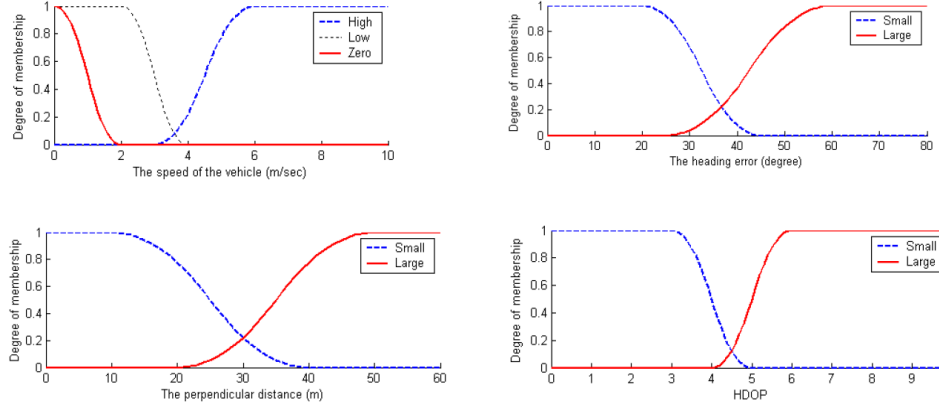 Degree of membership
1
0.8
0.6
0.4
0.2
0
0 2 4 6 8 10
The speed of the vehicle (m/sec)
High
Low
Zero
Degree of membership
1
0.8
0.6
0.4
0.2
0
0 10 20 30 40 50 60 70 80
The heading error (degree)
Small
Large
Degree of membership
1
0.8
0.6
0.4
0.2
0
0 10 20 30 40 50 60
The perpendicular distance (m)
Small
Large
Degree of membership
1
0.8
0.6
0.4
0.2
0
0 1 2 3 4 5 6 7 8 9
HDOP
Small
Large